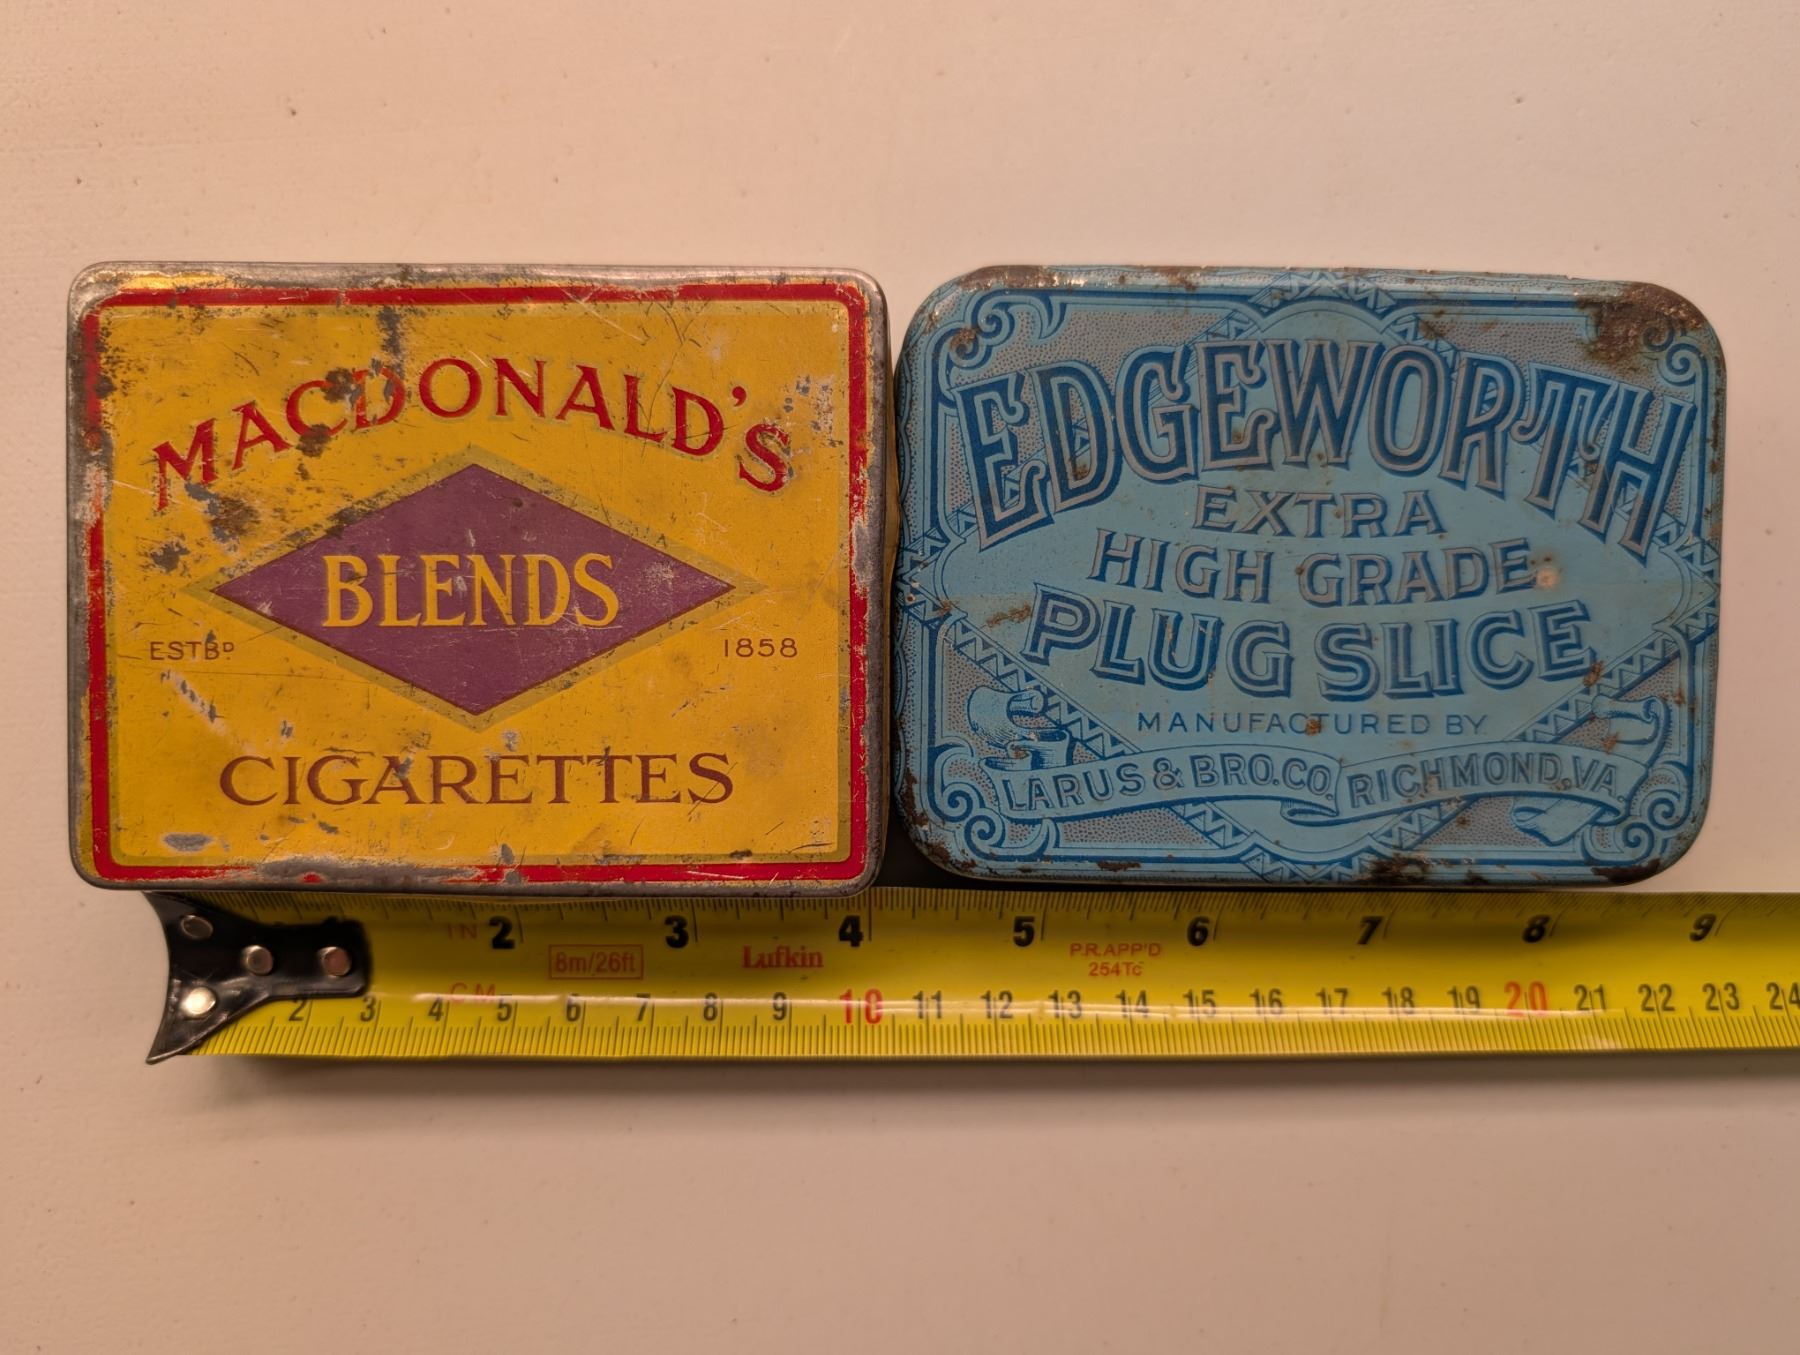 MACDONALD'S
BLENDS
ESTBD 1858
CIGARETTES
EDGEWORTH
EXTRA
HIGH GRADE
PLUG SLICE
MANUFACTURED BY
LARUS & BRO. CO. RICHMOND, VA.
IN 2 3 4 5 6 7 8 9
8m/26ft Lufkin P.R.APP'D
254Tc
CM
2 3 4 5 6 7 8 9 10 11 12 13 14 15 16 17 18 19 20 21 22 23 24